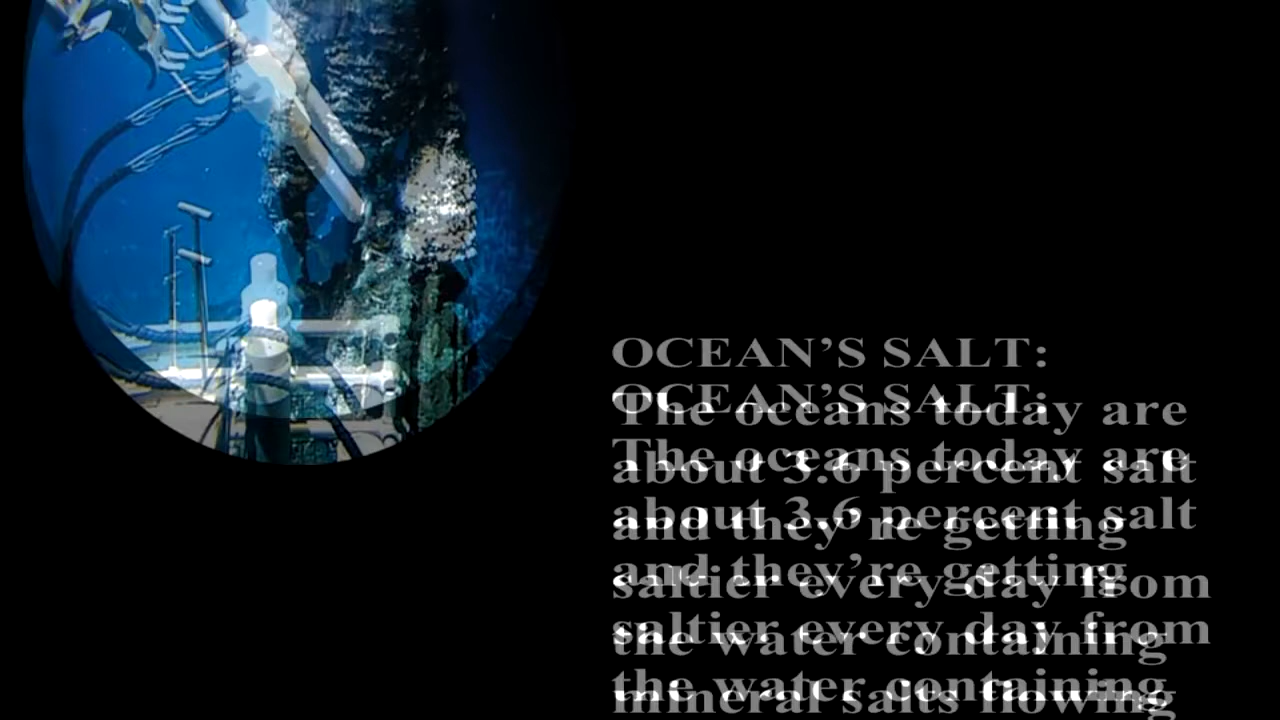 OCEAN'S SALT:
The oceans today are
about 3.6 percent salt
and they're getting
saltier every day from
the water containing
mineral salts flowing